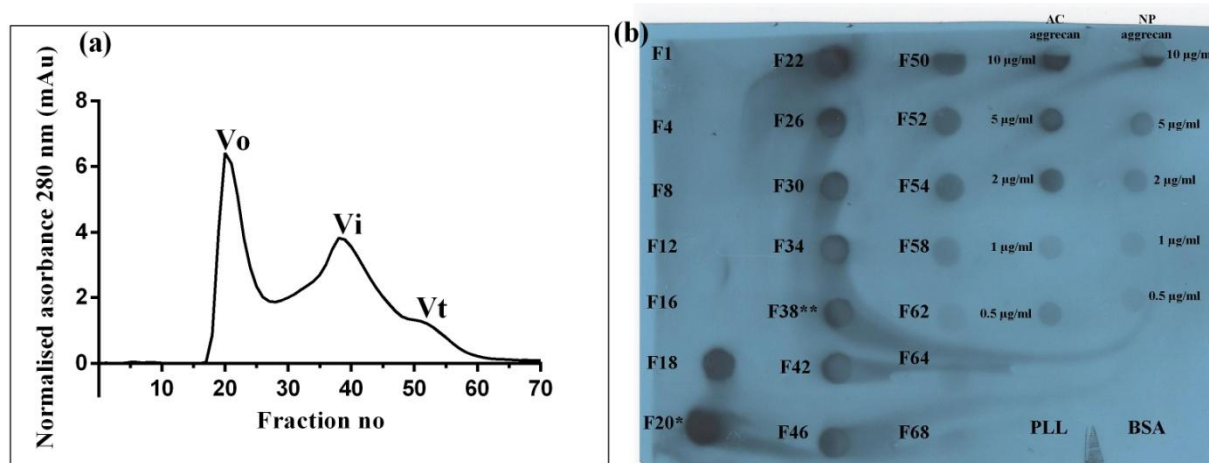 (a)
Normalised asorbance 280 nm (mAu)
8
6
4
2
0
Vo
Vi
Vt
10 20 30 40 50 60 70
Fraction no
(b)
AC NP
aggrecan aggrecan
F1 F22 F50 10 µg/ml 10 µg/m
F4 F26 F52 5 µg/ml 5 µg/ml
F8 F30 F54 2 µg/ml 2 µg/ml
F12 F34 F58 1 µg/ml 1 µg/ml
F16 F38** F62 0.5 µg/ml 0.5 µg/ml
F18 F42 F64
F20* F46 F68 PLL BSA